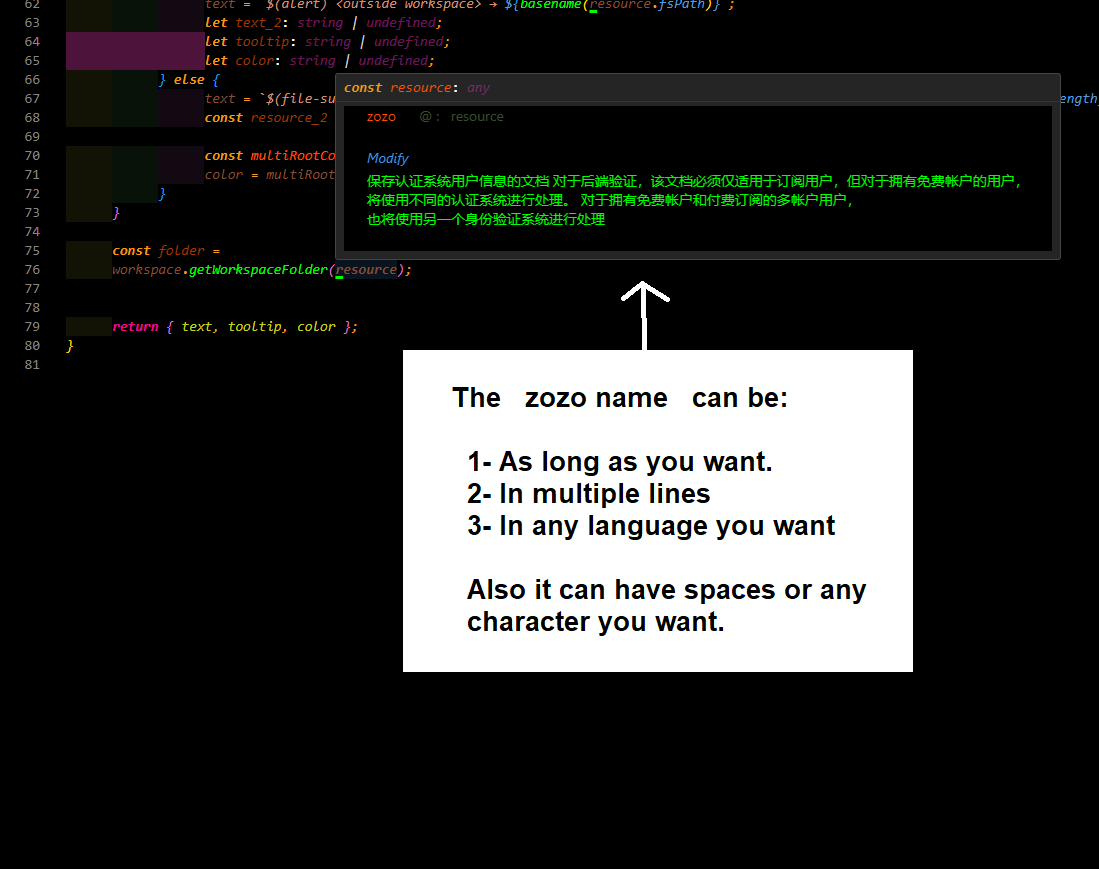 62 text = `$(alert) <outside workspace> → ${basename(resource.fsPath)}`;
63 let text_2: string | undefined;
64 let tooltip: string | undefined;
65 let color: string | undefined;
66 } else {
const resource: any
67 text = `$(file-su
ength,
68 const resource_2
zozo @ : resource
69
70 const multiRootCo
Modify
71 color = multiRoot
保存认证系统用户信息的文档 对于后端验证，该文档必须仅适用于订阅用户，但对于拥有免费帐户的用户，
72 }
将使用不同的认证系统进行处理。 对于拥有免费帐户和付费订阅的多帐户用户，
73 }
也将使用另一个身份验证系统进行处理
74
75 const folder =
76 workspace.getWorkspaceFolder(resource);
77
78
79 return { text, tooltip, color };
80 }
81
The zozo name can be:
1- As long as you want.
2- In multiple lines
3- In any language you want
Also it can have spaces or any
character you want.